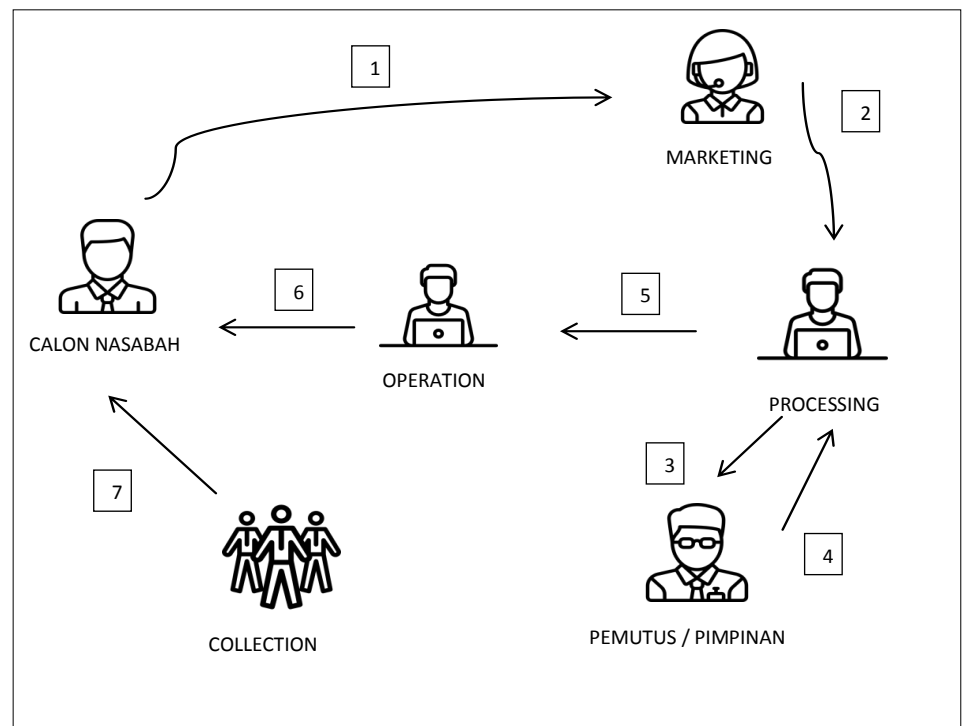 1
MARKETING
2
CALON NASABAH
6
OPERATION
5
PROCESSING
3
4
7
COLLECTION
PEMUTUS / PIMPINAN